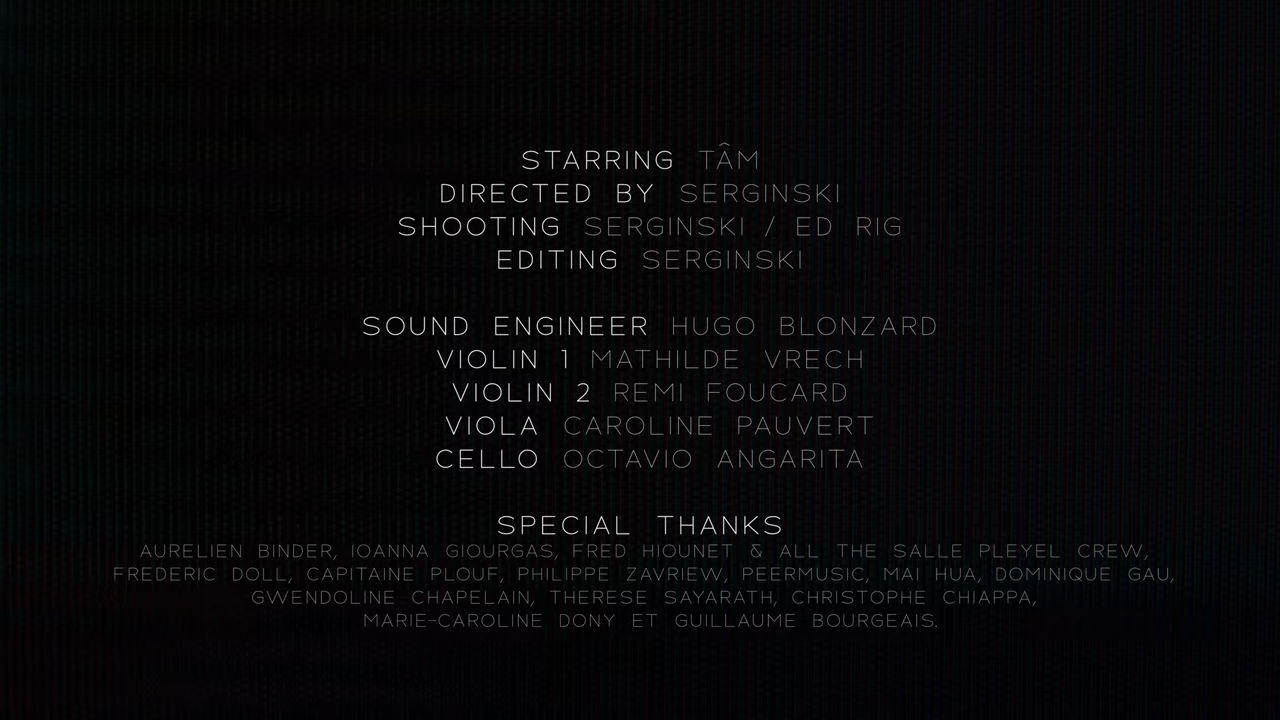 STARRING TÂM
DIRECTED BY SERGINSKI
SHOOTING SERGINSKI / ED RIG
EDITING SERGINSKI
SOUND ENGINEER HUGO BLONZARD
VIOLIN 1 MATHILDE VRECH
VIOLIN 2 REMI FOUCARD
VIOLA CAROLINE PAUVERT
CELLO OCTAVIO ANGARITA
SPECIAL THANKS
AURELIEN BINDER, IOANNA GIOURGAS, FRED HIOUNET & ALL THE SALLE PLEYEL CREW,
FREDERIC DOLL, CAPITAINE PLOUF, PHILIPPE ZAVRIEW, PEERMUSIC, MAI HUA, DOMINIQUE GAU,
GWENDOLINE CHAPELAIN, THERESE SAYARATH, CHRISTOPHE CHIAPPA,
MARIE-CAROLINE DONY ET GUILLAUME BOURGEAIS.